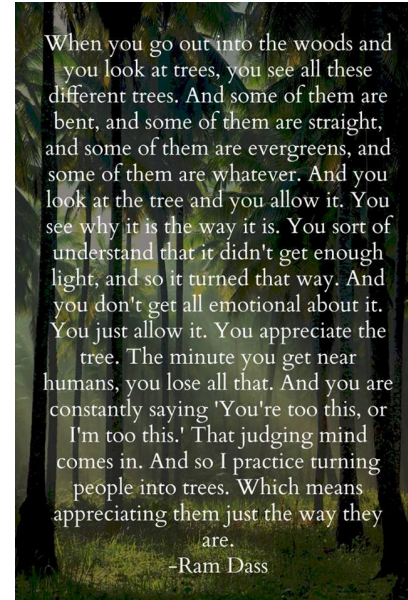 When you go out into the woods and
you look at trees, you see all these
different trees. And some of them are
bent, and some of them are straight,
and some of them are evergreens, and
some of them are whatever. And you
look at the tree and you allow it. You
see why it is the way it is. You sort of
understand that it didn't get enough
light, and so it turned that way. And
you don't get all emotional about it.
You just allow it. You appreciate the
tree. The minute you get near
humans, you lose all that. And you are
constantly saying 'You're too this, or
I'm too this.' That judging mind
comes in. And so I practice turning
people into trees. Which means
appreciating them just the way they
are.
-Ram Dass